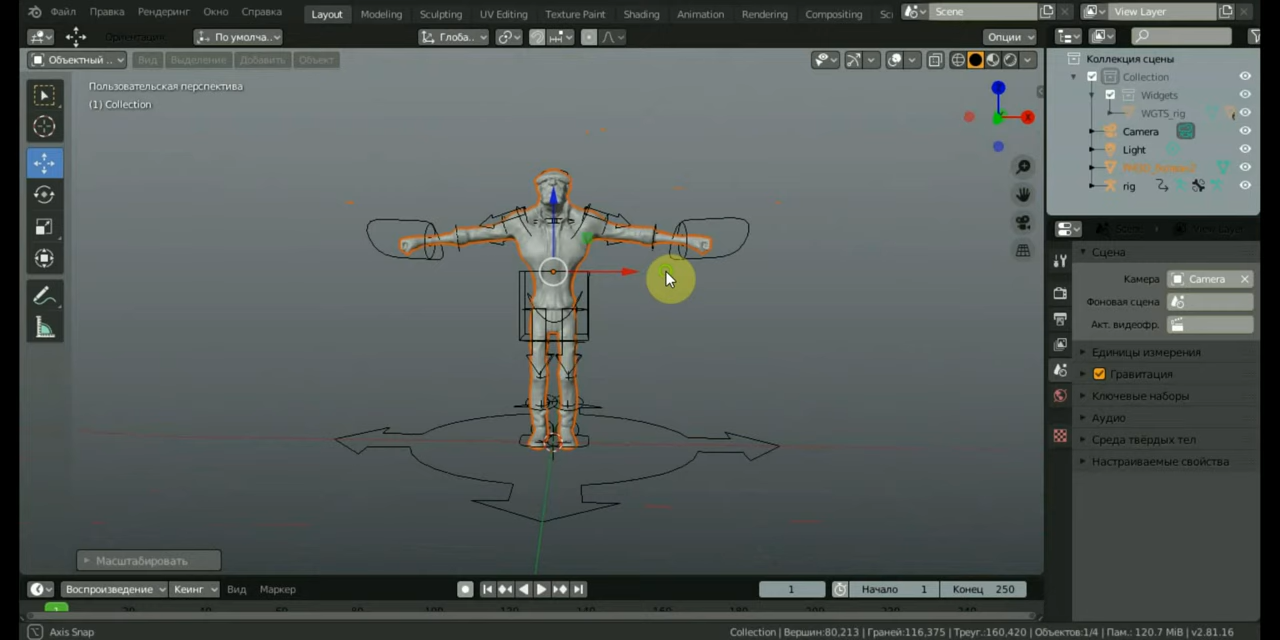 Файл Правка Рендеринг Окно Справка Layout Modeling Sculpting UV Editing Texture Paint Shading Animation Rendering Compositing Sc Scene View Layer
Ориентац По умолча.. Глоба.. Опции
Объектный .. Вид Выделение Добавить Объект
Пользовательская перспектива
(1) Collection
X
Коллекция сцены
Collection
Widgets
WGTS_rig
Camera
Light
rig
Сцена
Камера Camera
Фоновая сцена
Акт. видеофр.
Единицы измерения
Гравитация
Ключевые наборы
Аудио
Среда твёрдых тел
Настраиваемые свойства
Масштабировать
Воспроизведение Кеинг Вид Маркер 1 Начало 1 Конец 250
1
Axis Snap
Collection | Вершин:80,213 | Граней:116,375 | Треуг.:160,420 | Объектов:1/4 | Пам.: 120.7 MiB | v2.81.16